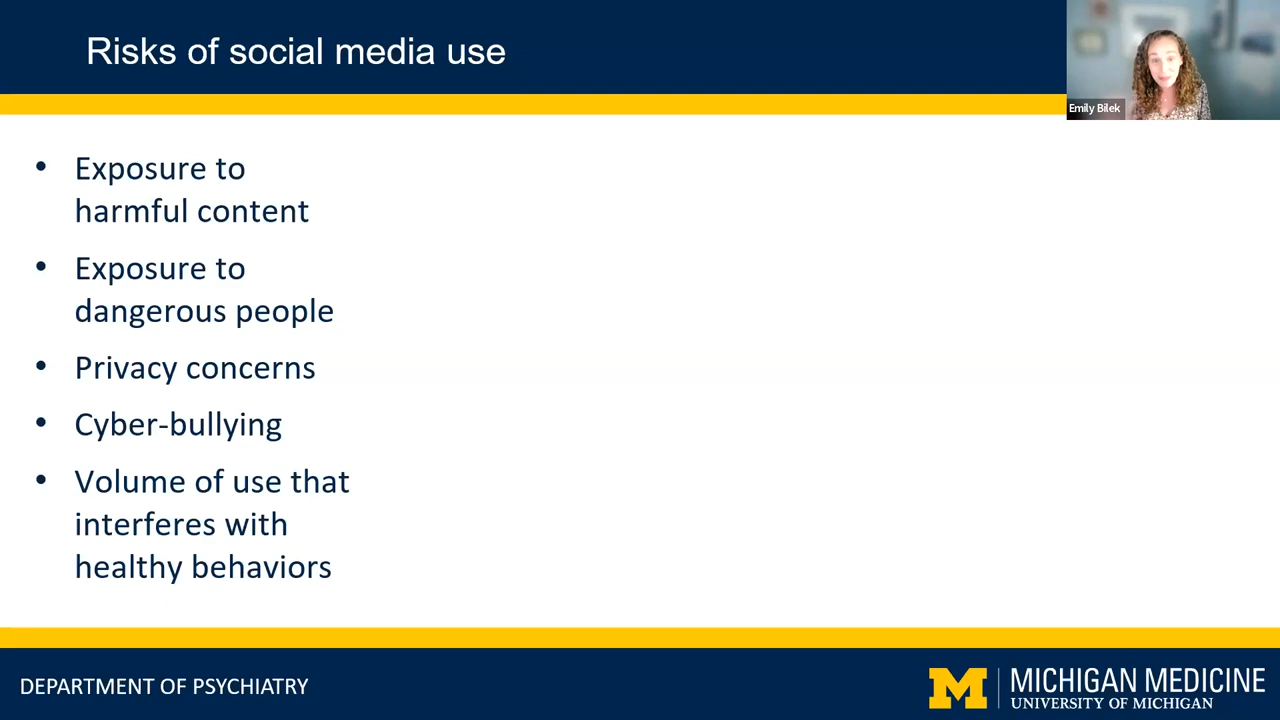 Risks of social media use
Emily Bilek
• Exposure to
harmful content
• Exposure to
dangerous people
• Privacy concerns
• Cyber-bullying
• Volume of use that
interferes with
healthy behaviors
DEPARTMENT OF PSYCHIATRY
M
MICHIGAN MEDICINE
UNIVERSITY OF MICHIGAN